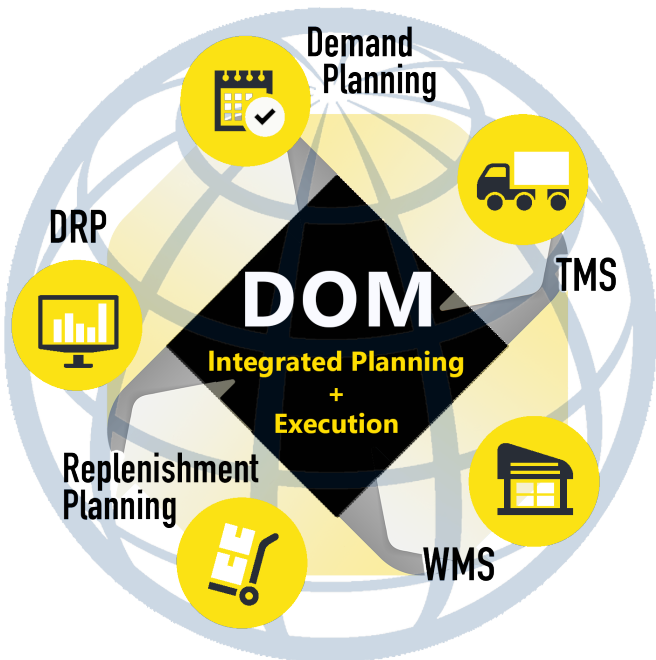 Demand
Planning
DRP
TMS
DOM
Integrated Planning
+
Execution
Replenishment
Planning
WMS